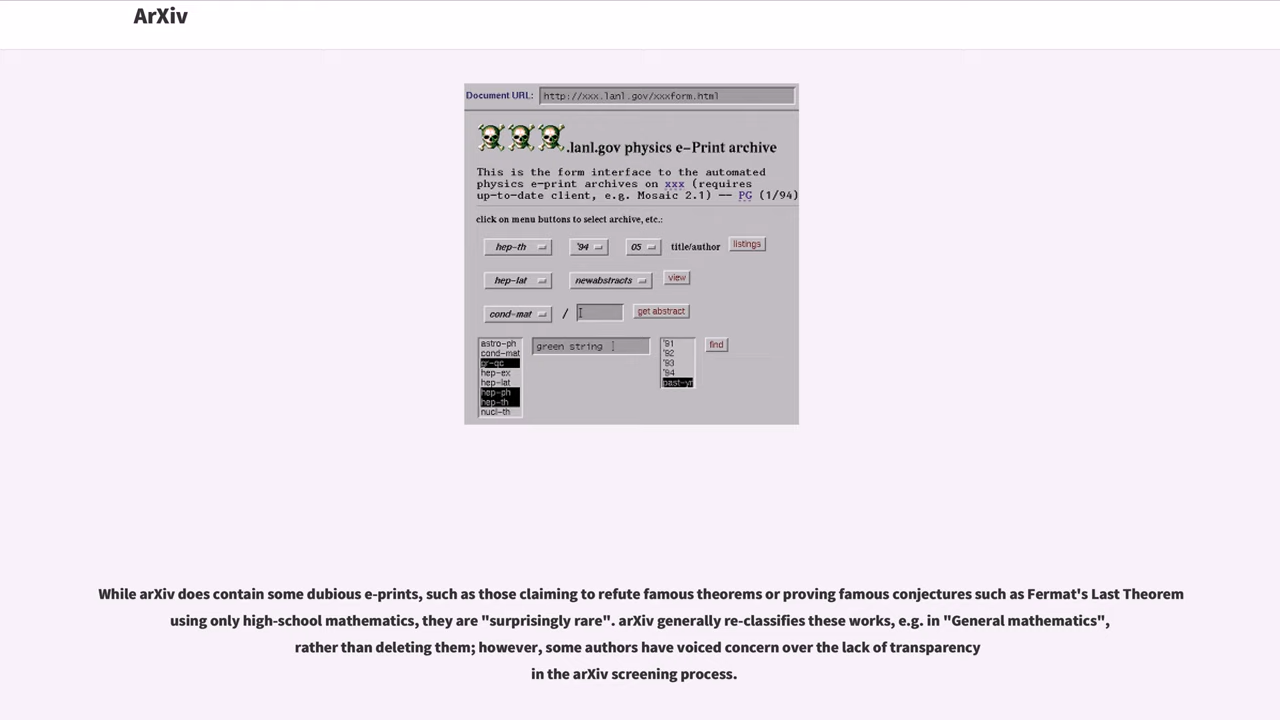 ArXiv
Document URL: http://xxx.lanl.gov/xxxform.html
.lanl.gov physics e-Print archive
This is the form interface to the automated
physics e-print archives on xxx (requires
up-to-date client, e.g. Mosaic 2.1) -- PG (1/94)
click on menu buttons to select archive, etc.:
hep-th '94 05 title/author listings
hep-lat newabstracts view
cond-mat / get abstract
astro-ph
cond-mat
gr-qc
hep-ex
hep-lat
hep-ph
hep-th
nucl-th
green string
'91
'92
'93
'94
past-yr
find
While arXiv does contain some dubious e-prints, such as those claiming to refute famous theorems or proving famous conjectures such as Fermat's Last Theorem
using only high-school mathematics, they are "surprisingly rare". arXiv generally re-classifies these works, e.g. in "General mathematics",
rather than deleting them; however, some authors have voiced concern over the lack of transparency
in the arXiv screening process.